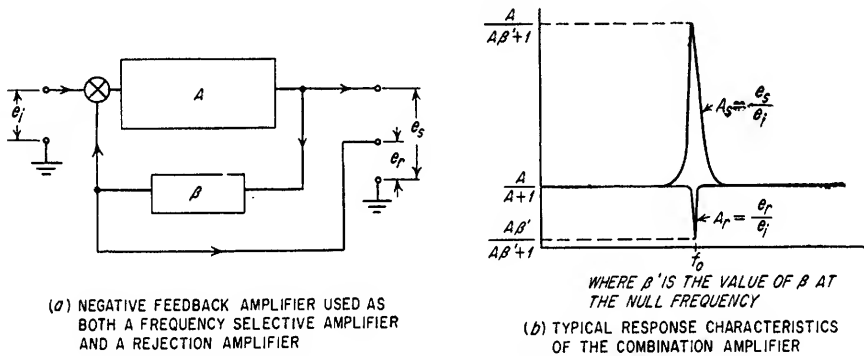 e_i
A
β
e_r
e_s
(a) NEGATIVE FEEDBACK AMPLIFIER USED AS
BOTH A FREQUENCY SELECTIVE AMPLIFIER
AND A REJECTION AMPLIFIER
A
Aβ'+1
A_s = e_s
e_i
A
A+1
A_r = e_r
e_i
Aβ'
Aβ'+1
f_0
WHERE β' IS THE VALUE OF β AT
THE NULL FREQUENCY
(b) TYPICAL RESPONSE CHARACTERISTICS
OF THE COMBINATION AMPLIFIER